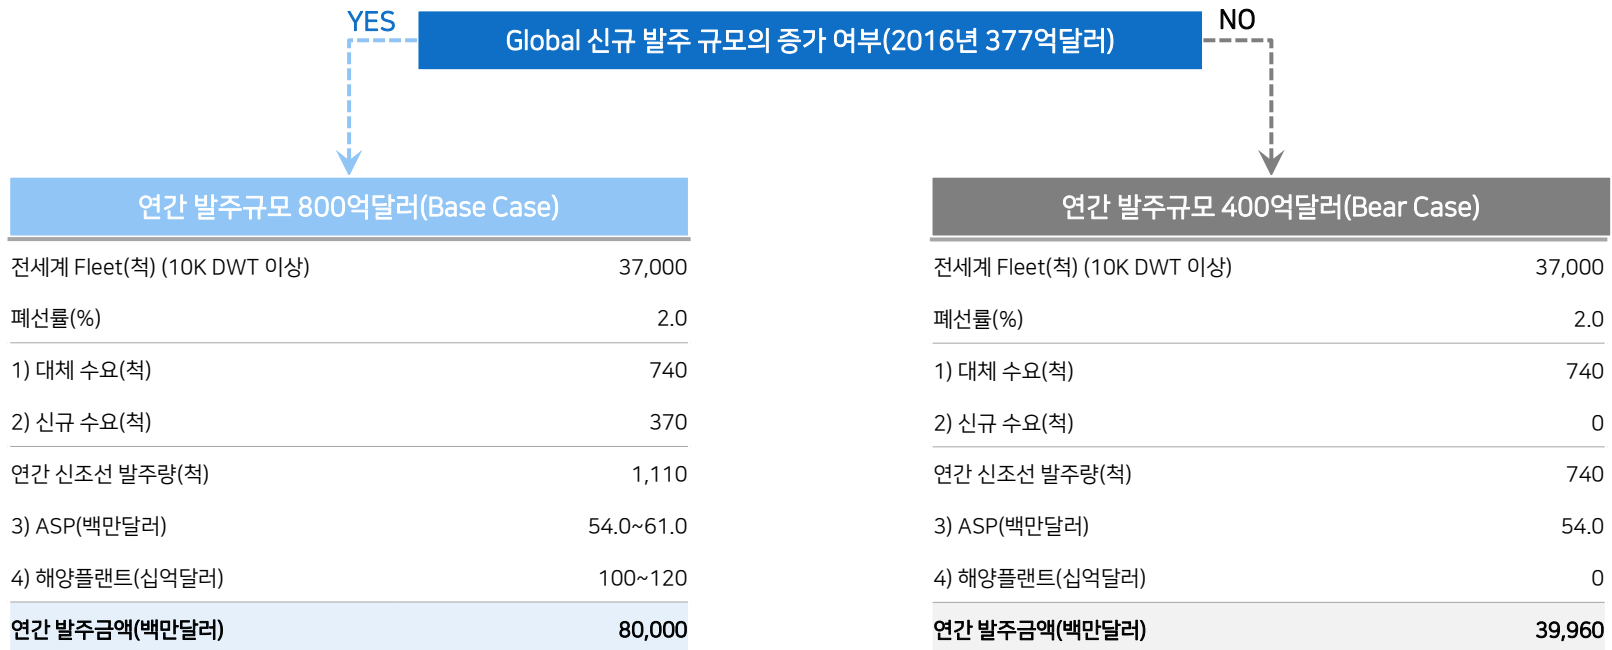 YES
Global 신규 발주 규모의 증가 여부(2016년 377억달러)
NO
연간 발주규모 800억달러(Base Case)
전세계 Fleet(척) (10K DWT 이상) 37,000
폐선률(%) 2.0
1) 대체 수요(척) 740
2) 신규 수요(척) 370
연간 신조선 발주량(척) 1,110
3) ASP(백만달러) 54.0~61.0
4) 해양플랜트(십억달러) 100~120
연간 발주금액(백만달러) 80,000
연간 발주규모 400억달러(Bear Case)
전세계 Fleet(척) (10K DWT 이상) 37,000
폐선률(%) 2.0
1) 대체 수요(척) 740
2) 신규 수요(척) 0
연간 신조선 발주량(척) 740
3) ASP(백만달러) 54.0
4) 해양플랜트(십억달러) 0
연간 발주금액(백만달러) 39,960